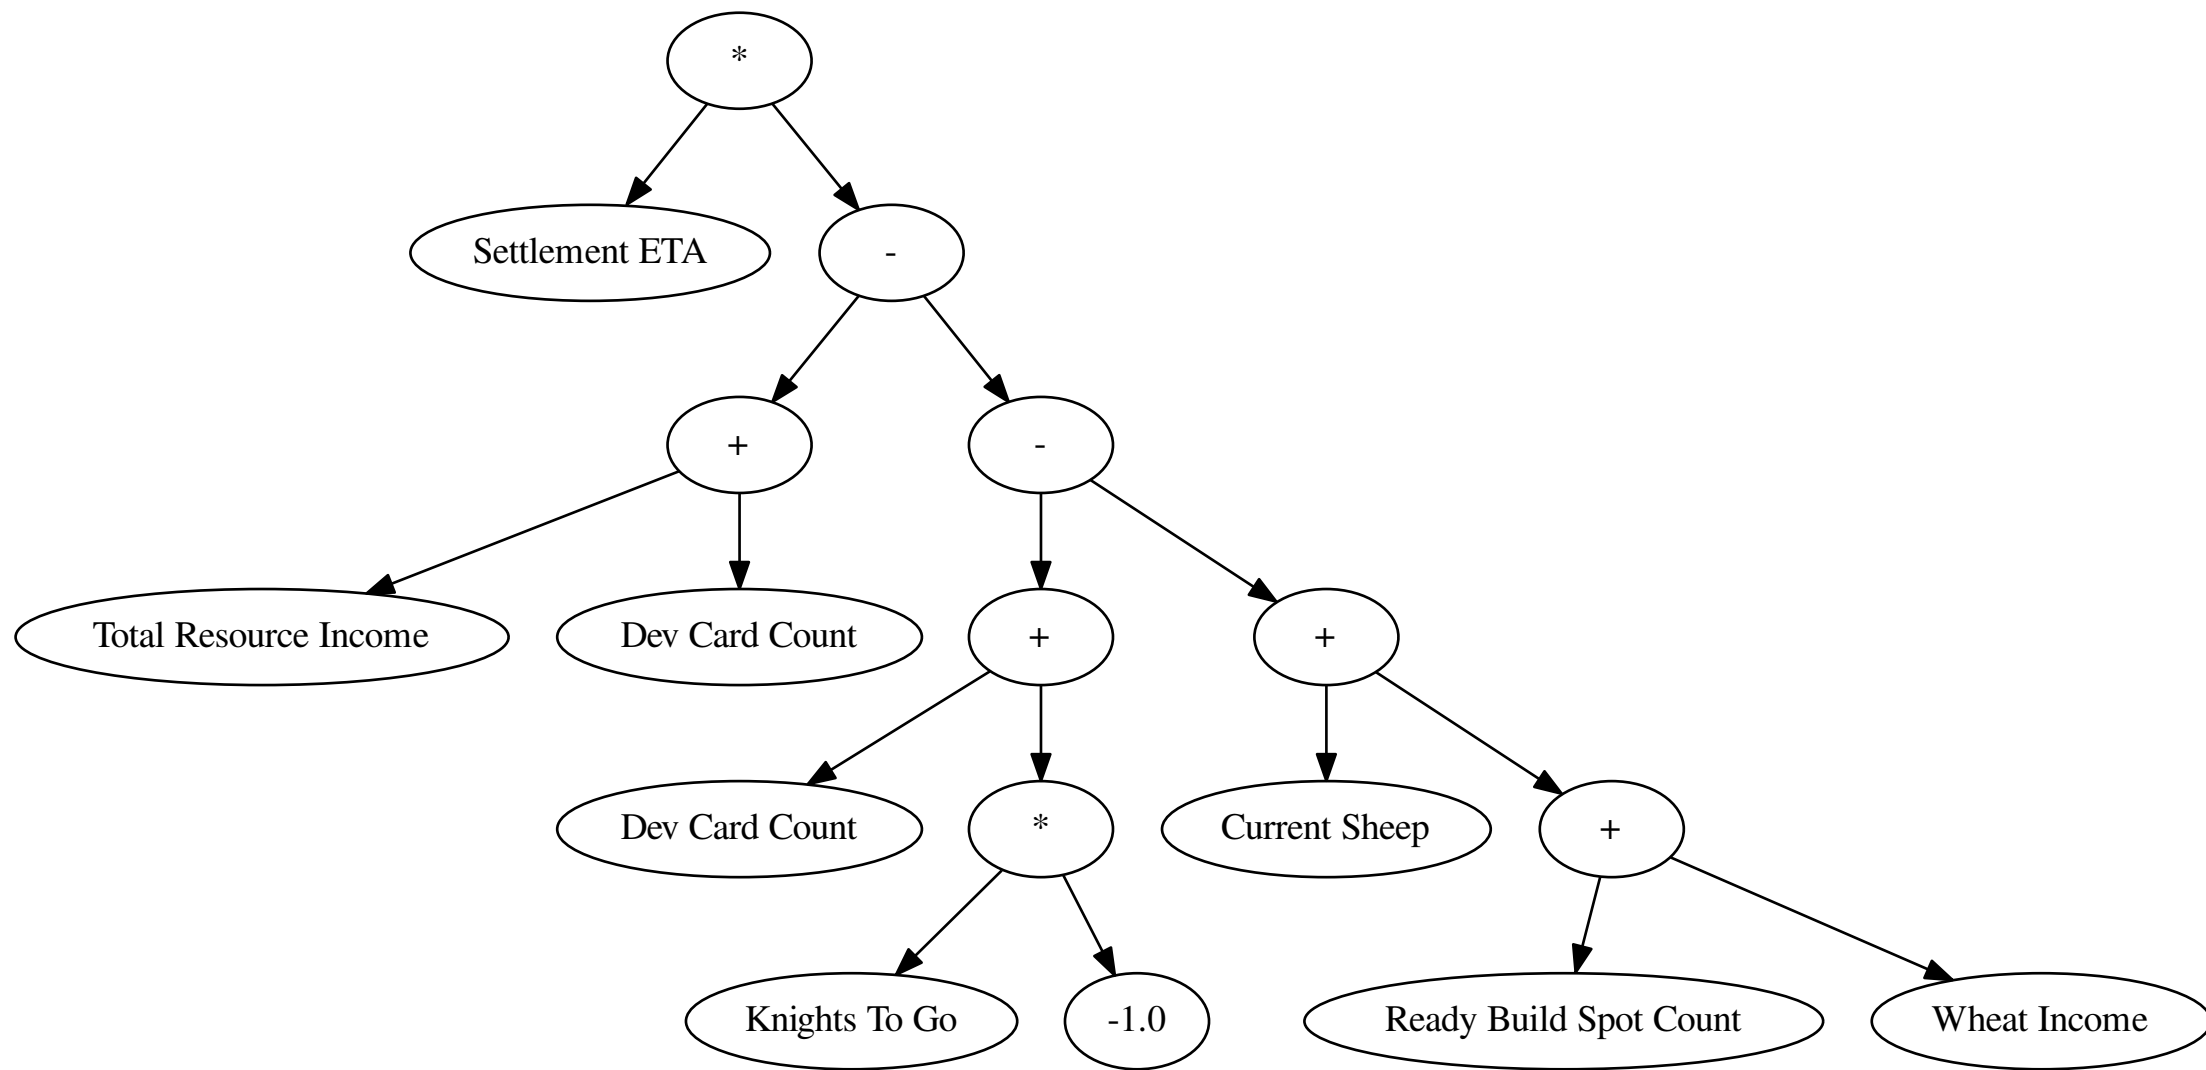 *
Settlement ETA
-
+
-
Total Resource Income
Dev Card Count
+
+
Dev Card Count
*
Current Sheep
+
Knights To Go
-1.0
Ready Build Spot Count
Wheat Income